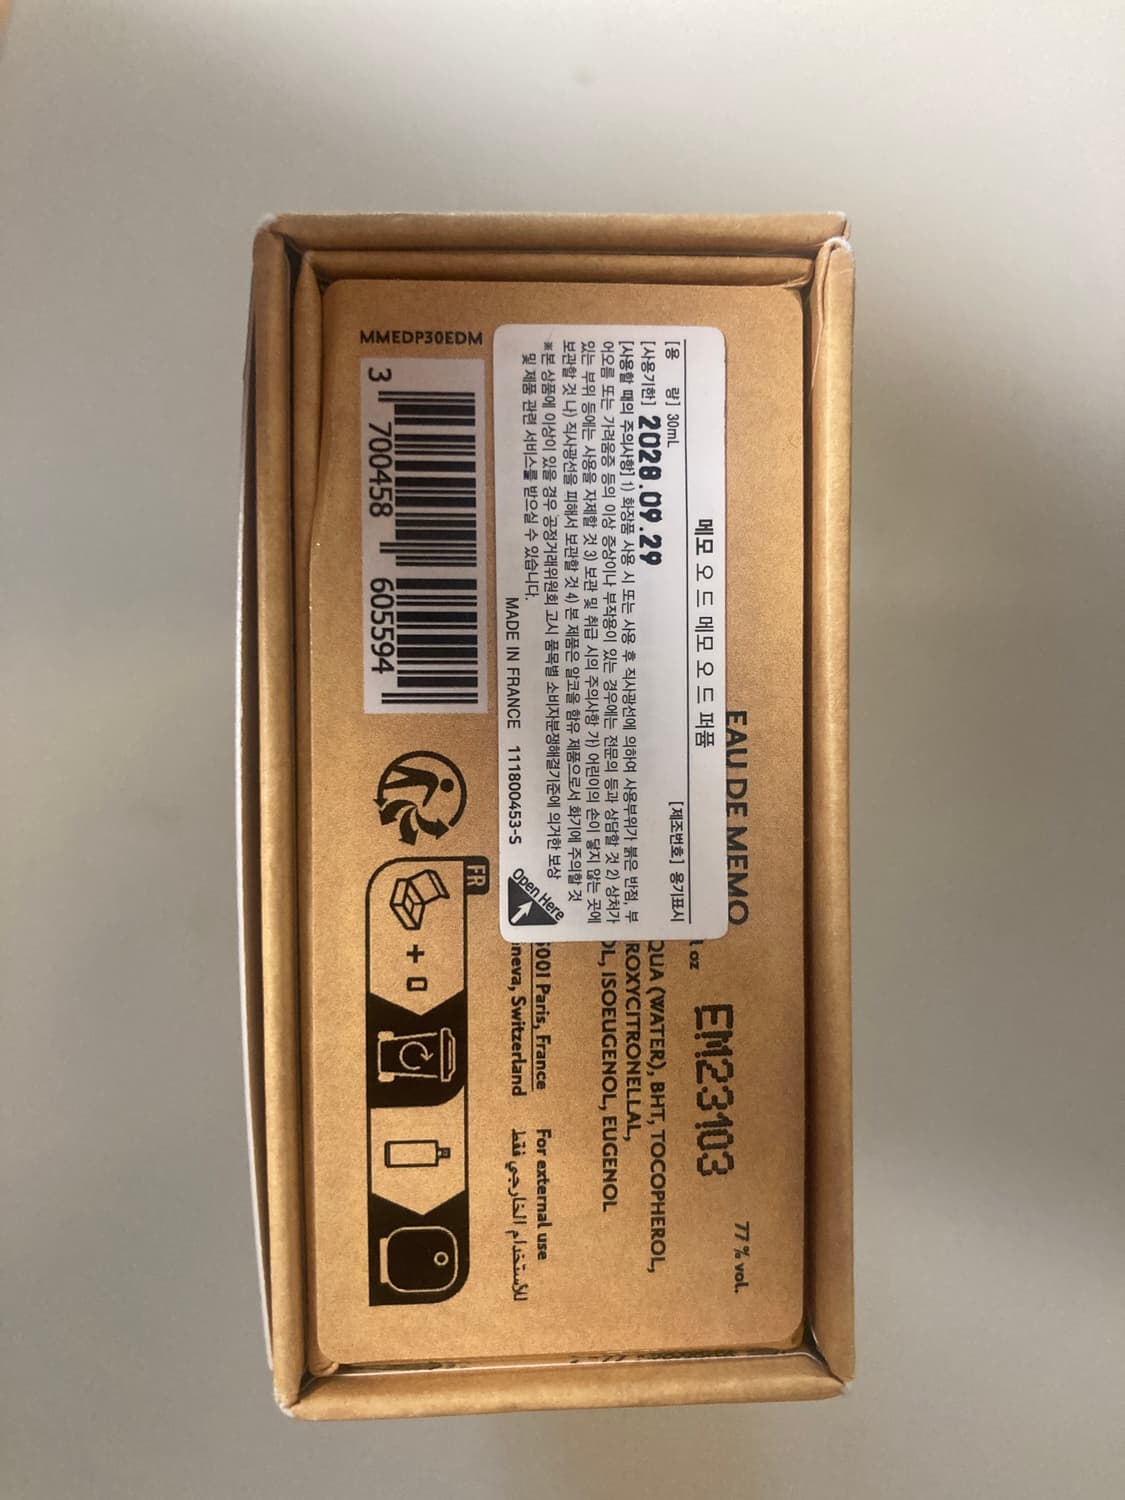 메모 오 드 메모 오 드 퍼품
[용 량] 30mL [제조번호] 용기표시
[사용기한] 2028.09.29
[사용할 때의 주의사항] 1) 화장품 사용 시 또는 사용 후 직사광선에 의하여 사용부위가 붉은 반점, 부
어오름 또는 가려움증 등의 이상 증상이나 부작용이 있는 경우에는 전문의 등과 상담할 것 2) 상처가
있는 부위 등에는 사용을 자제할 것 3) 보관 및 취급 시의 주의사항 가) 어린이의 손이 닿지 않는 곳에
보관할 것 나) 직사광선을 피해서 보관할 것 4) 본 제품은 알코올 함유 제품으로서 화기에 주의할 것
※본 상품에 이상이 있을 경우 공정거래위원회 고시 품목별 소비자분쟁해결기준에 의거한 보상
및 제품 관련 서비스를 받으실 수 있습니다.
MADE IN FRANCE 111800453-S
Open Here
EAU DE MEMO
77 % vol.
oz
EM23103
(WATER), BHT, TOCOPHEROL,
ISOEUGENOL, EUGENOL
Paris, France
Switzerland
For external use
للاستخدام الخارجي فقط
MMEDP30EDM
3 700458 605594
FR
+